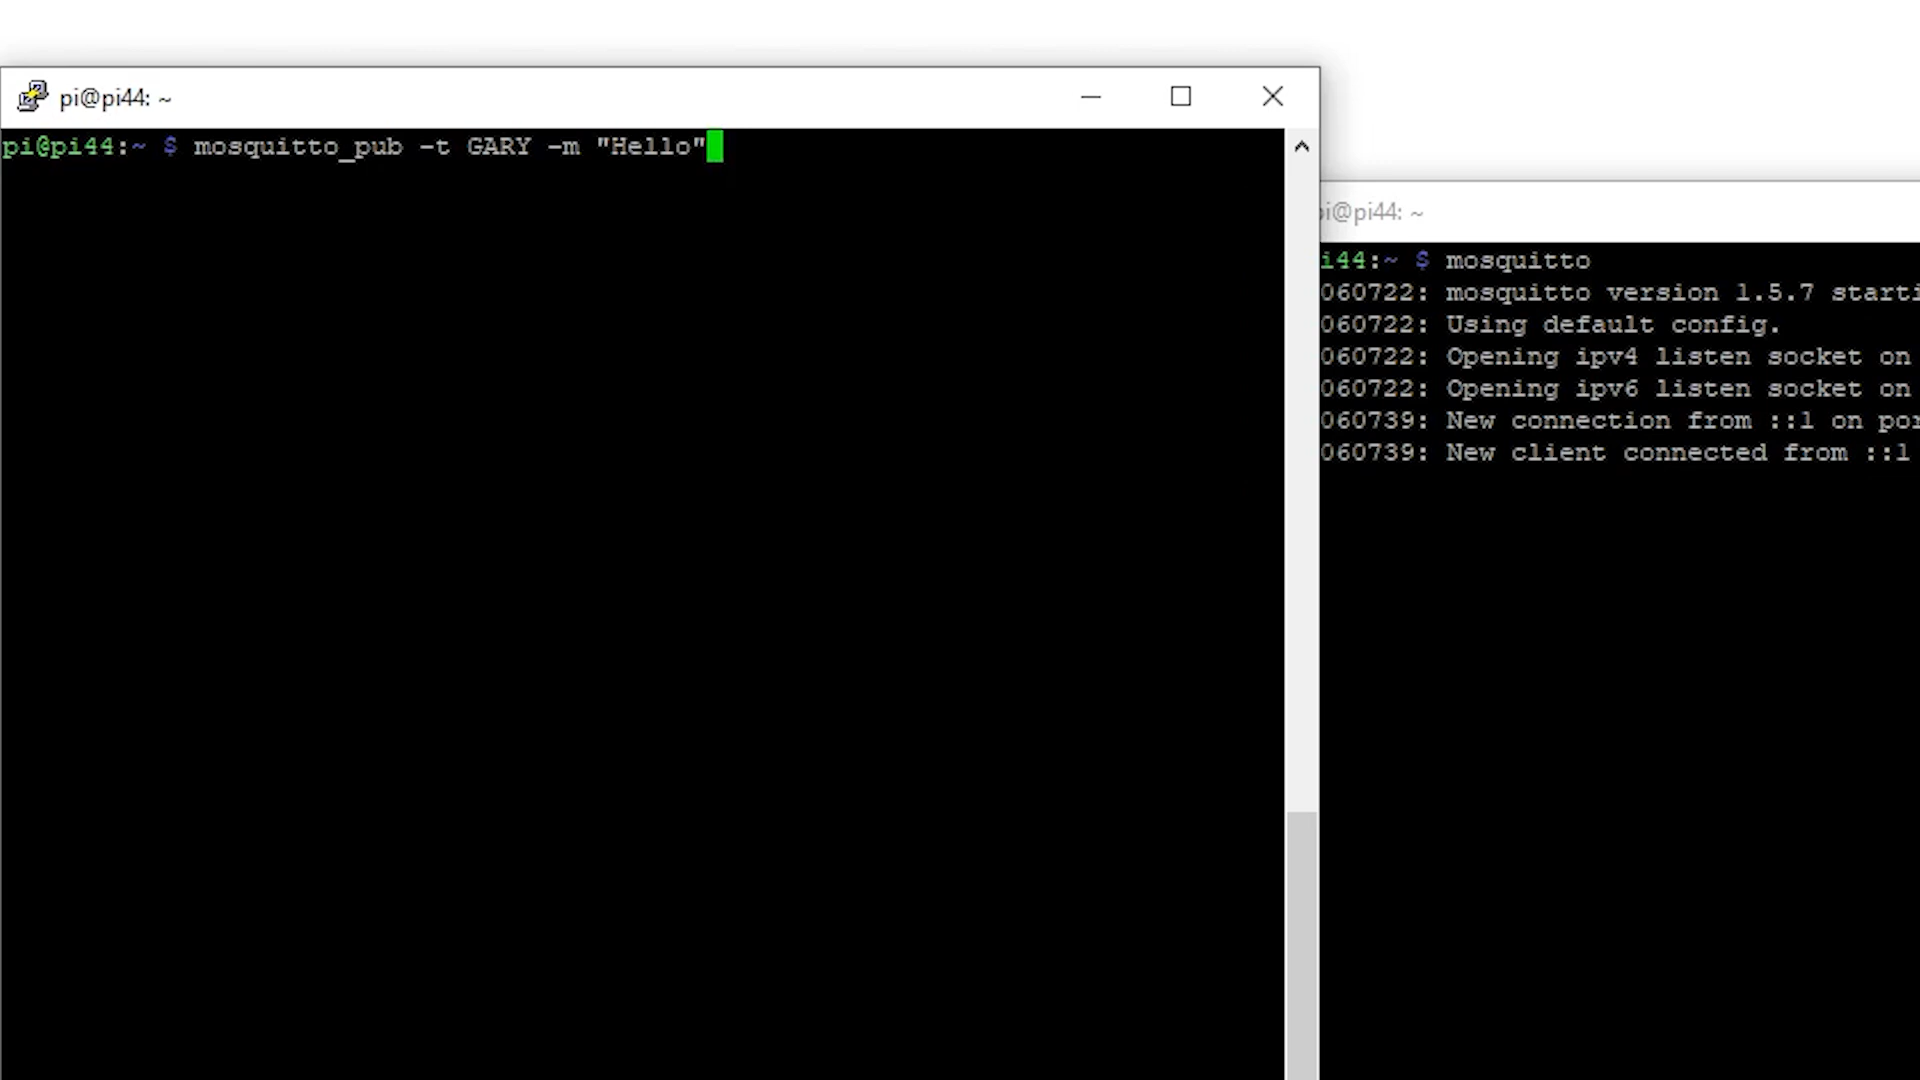 pi@pi44: ~
pi@pi44:~ $ mosquitto_pub -t GARY -m "Hello"
pi@pi44: ~
i44:~ $ mosquitto
060722: mosquitto version 1.5.7 starti
060722: Using default config.
060722: Opening ipv4 listen socket on
060722: Opening ipv6 listen socket on
060739: New connection from ::1 on por
060739: New client connected from ::1